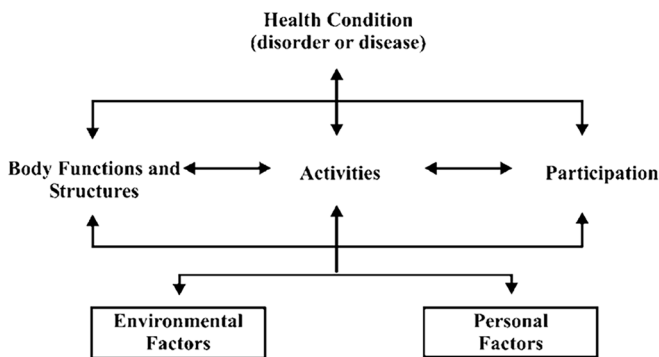 Health Condition
(disorder or disease)
Body Functions and
Structures
Activities
Participation
Environmental
Factors
Personal
Factors